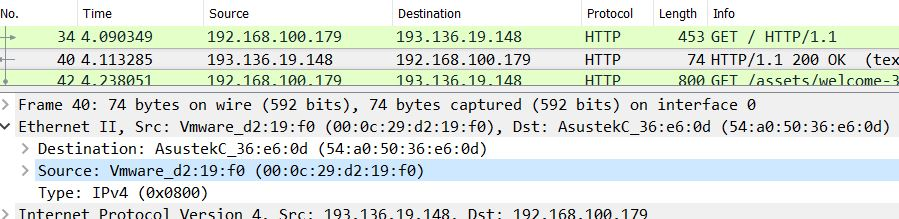 No. Time Source Destination Protocol Length Info
34 4.090349 192.168.100.179 193.136.19.148 HTTP 453 GET / HTTP/1.1
40 4.113285 193.136.19.148 192.168.100.179 HTTP 74 HTTP/1.1 200 OK (tex
42 4.238051 192.168.100.179 193.136.19.148 HTTP 800 GET /assets/welcome-3
Frame 40: 74 bytes on wire (592 bits), 74 bytes captured (592 bits) on interface 0
Ethernet II, Src: Vmware_d2:19:f0 (00:0c:29:d2:19:f0), Dst: AsustekC_36:e6:0d (54:a0:50:36:e6:0d)
Destination: AsustekC_36:e6:0d (54:a0:50:36:e6:0d)
Source: Vmware_d2:19:f0 (00:0c:29:d2:19:f0)
Type: IPv4 (0x0800)
Internet Protocol Version 4, Src: 193.136.19.148, Dst: 192.168.100.179